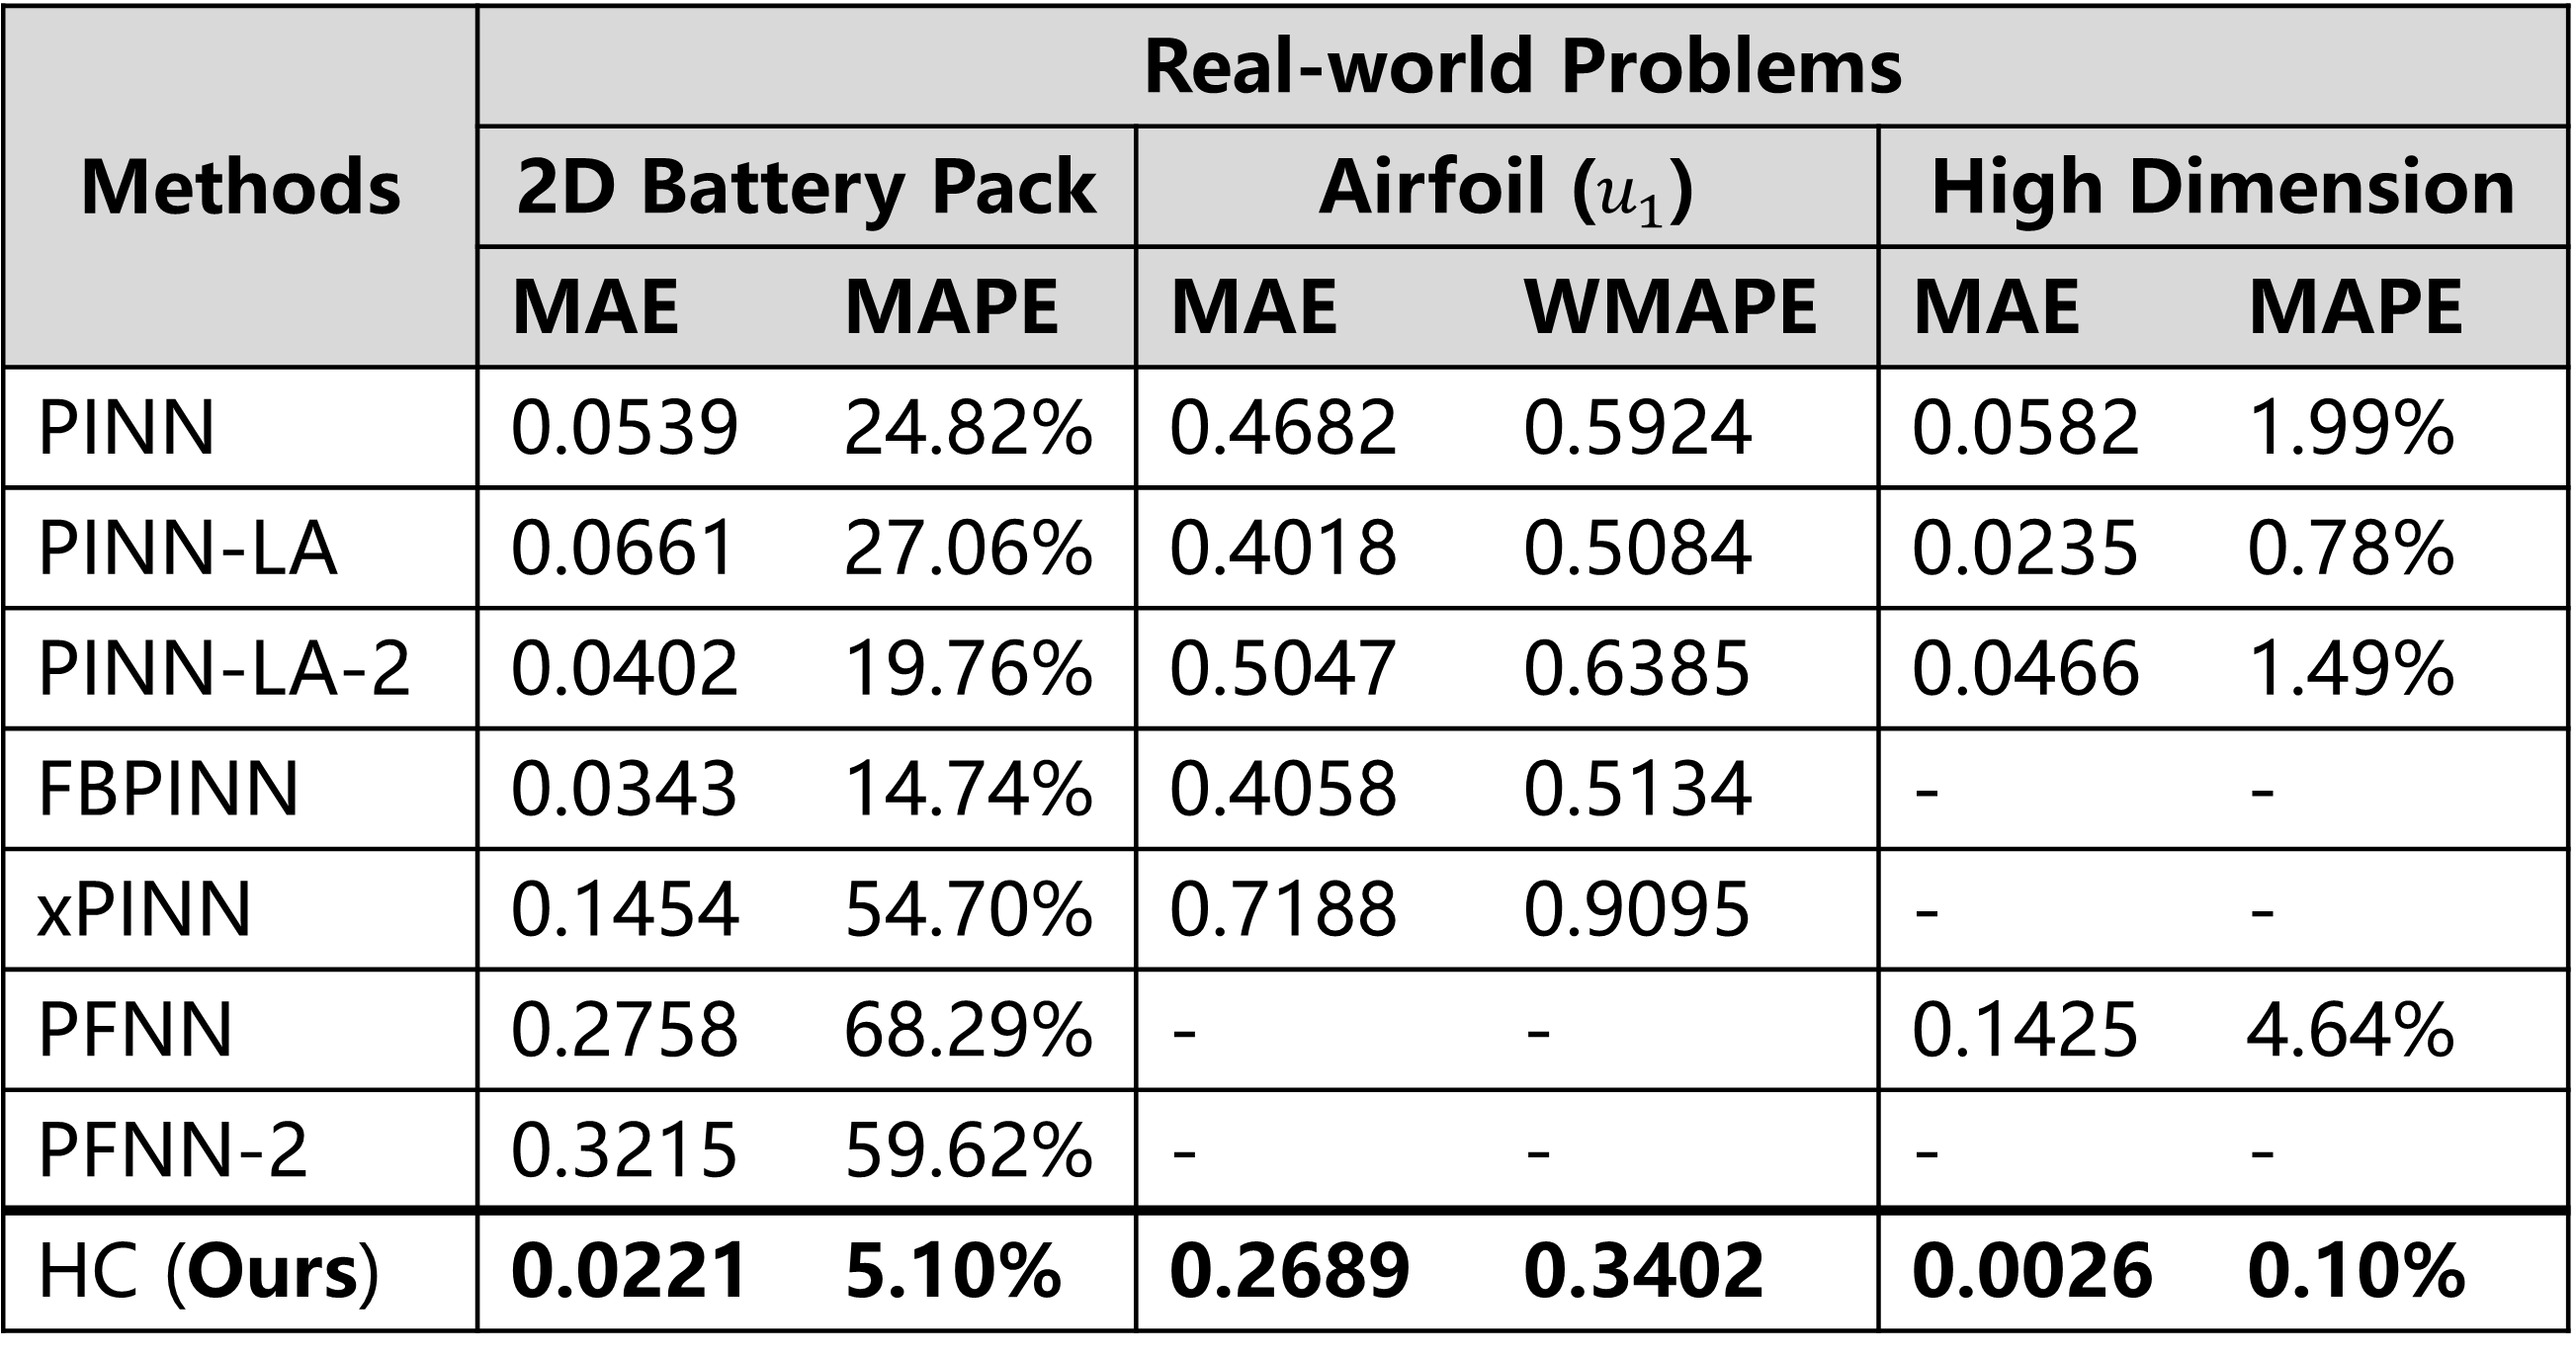 Real-world Problems
Methods 2D Battery Pack Airfoil (u₁) High Dimension
MAE MAPE MAE WMAPE MAE MAPE
PINN 0.0539 24.82% 0.4682 0.5924 0.0582 1.99%
PINN-LA 0.0661 27.06% 0.4018 0.5084 0.0235 0.78%
PINN-LA-2 0.0402 19.76% 0.5047 0.6385 0.0466 1.49%
FBPINN 0.0343 14.74% 0.4058 0.5134 - -
xPINN 0.1454 54.70% 0.7188 0.9095 - -
PFNN 0.2758 68.29% - - 0.1425 4.64%
PFNN-2 0.3215 59.62% - - - -
HC (Ours) 0.0221 5.10% 0.2689 0.3402 0.0026 0.10%